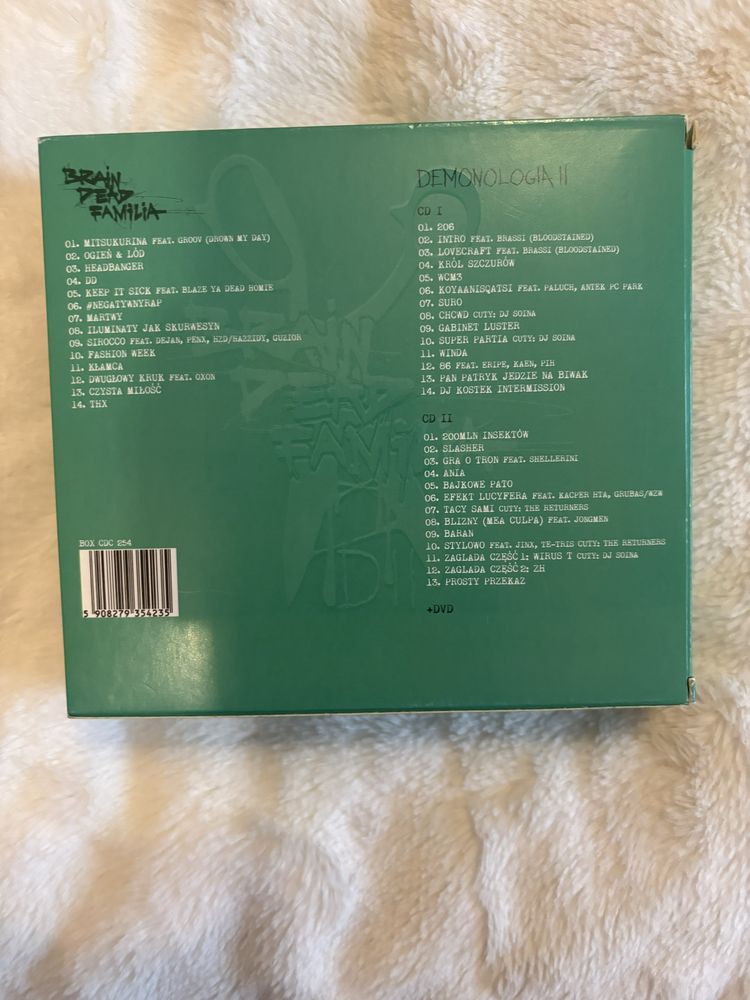 BRAIN
DEAD
FAMILIA
01. MITSUKURINA FEAT. GROOV (DROWN MY DAY)
02. OGIEŃ & LÓD
03. HEADBANGER
04. DD
05. KEEP IT SICK FEAT. BLAZE YA DEAD HOMIE
06. #NEGATYWNYRAP
07. MARTWY
08. ILUMINATY JAK SKURWESYN
09. SIROCCO FEAT. DEJAN, PENX, HZD/HAZZIDY, GUZIOR
10. FASHION WEEK
11. KŁAMCA
12. DWUGŁOWY KRUK FEAT. OXON
13. CZYSTA MIŁOŚĆ
14. THX
BOX CDC 254
5 908279 354235
DEMONOLOGIA II
CD I
01. 206
02. INTRO FEAT. BRASSI (BLOODSTAINED)
03. LOVECRAFT FEAT. BRASSI (BLOODSTAINED)
04. KRÓL SZCZURÓW
05. WCM3
06. KOYAANISQATSI FEAT. PALUCH, ANTEK PC PARK
07. SURO
08. CHCWD CUTY: DJ SOINA
09. GABINET LUSTER
10. SUPER PARTIA CUTY: DJ SOINA
11. WINDA
12. 86 FEAT. ERIPE, KAEN, PIH
13. PAN PATRYK JEDZIE NA BIWAK
14. DJ KOSTEK INTERMISSION
CD II
01. 200MLN INSEKTÓW
02. SLASHER
03. GRA O TRON FEAT. SHELLERINI
04. ANIA
05. BAJKOWE PATO
06. EFEKT LUCYFERA FEAT. KACPER HTA, GRUBAS/WZW
07. TACY SAMI CUTY: THE RETURNERS
08. BLIZNY (MEA CULPA) FEAT. JONGMEN
09. BARAN
10. STYLOWO FEAT. JINX, TE-TRIS CUTY: THE RETURNERS
11. ZAGLADA CZĘŚĆ 1: WIRUS T CUTY: DJ SOINA
12. ZAGLADA CZĘŚĆ 2: ZH
13. PROSTY PRZEKAZ
+DVD
BRAIN
DEAD
FAMILIA